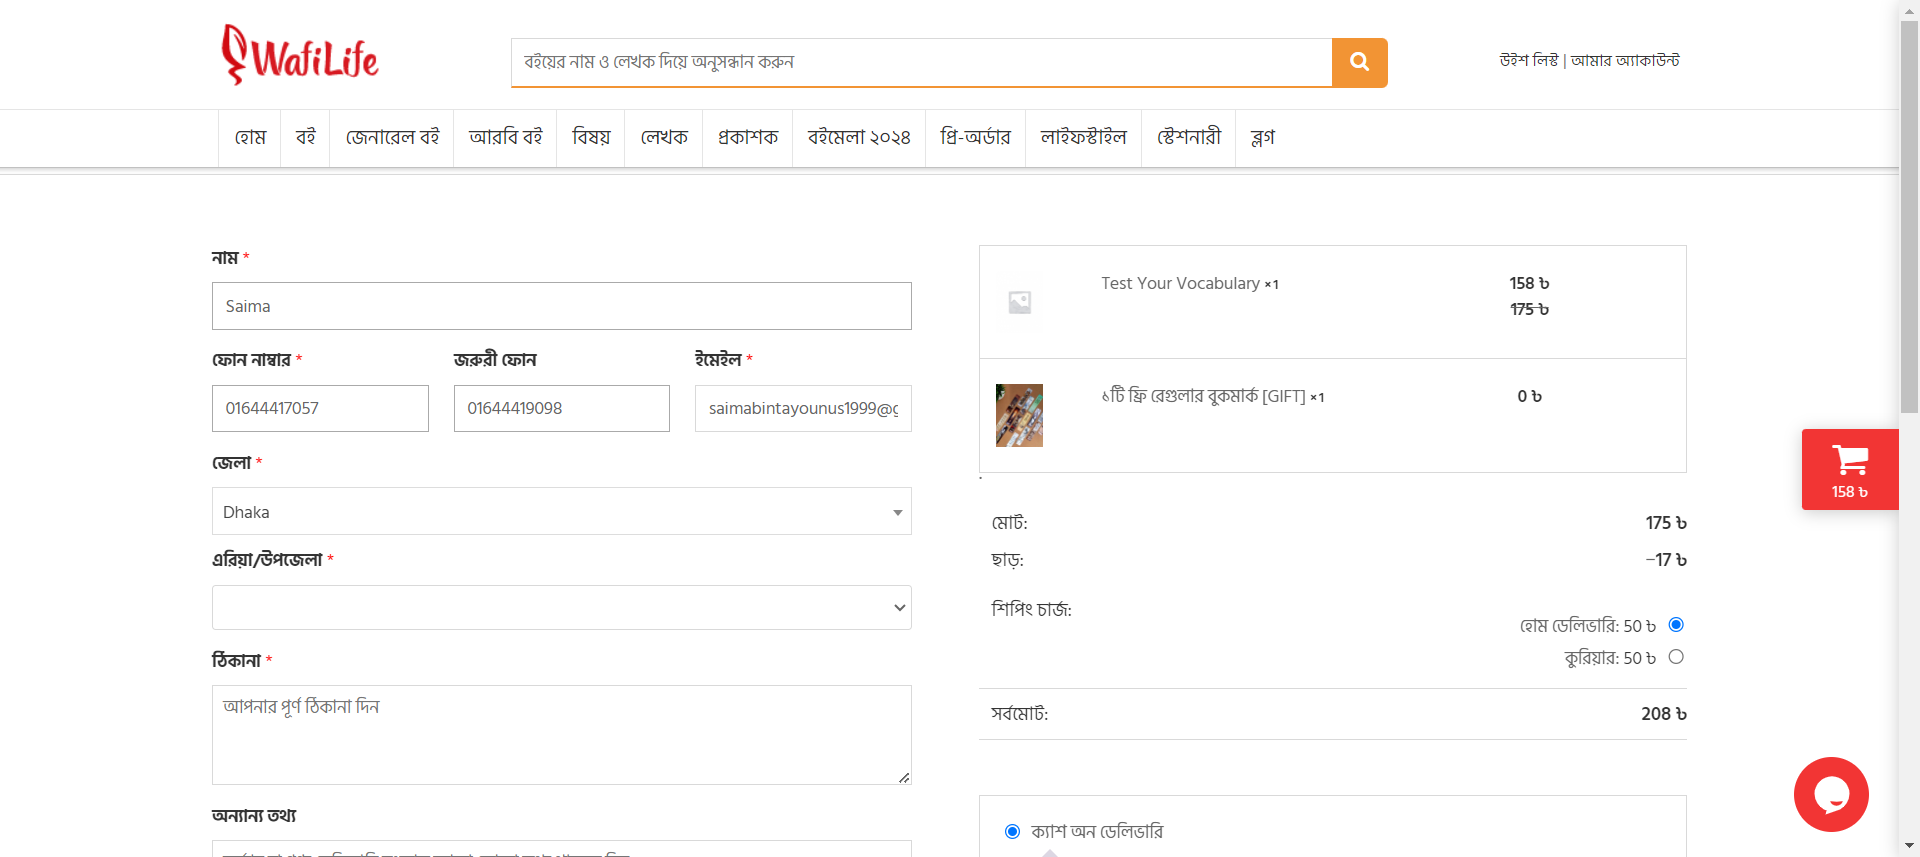 WafiLife
বইয়ের নাম ও লেখক দিয়ে অনুসন্ধান করুন
উইশ লিস্ট | আমার অ্যাকাউন্ট
হোম বই জেনারেল বই আরবি বই বিষয় লেখক প্রকাশক বইমেলা ২০২৪ প্রি-অর্ডার লাইফস্টাইল স্টেশনারী ব্লগ
নাম *
Saima
ফোন নাম্বার * জরুরী ফোন ইমেইল *
01644417057 01644419098 saimabintayounus1999@g
জেলা *
Dhaka
এরিয়া/উপজেলা *
ঠিকানা *
আপনার পূর্ণ ঠিকানা দিন
অন্যান্য তথ্য
Test Your Vocabulary ×1 158 ৳
175 ৳
১টি ফ্রি রেগুলার বুকমার্ক [GIFT] ×1 0 ৳
মোট: 175 ৳
ছাড়: −17 ৳
শিপিং চার্জ:
হোম ডেলিভারি: 50 ৳
কুরিয়ার: 50 ৳
সর্বমোট: 208 ৳
ক্যাশ অন ডেলিভারি
158 ৳